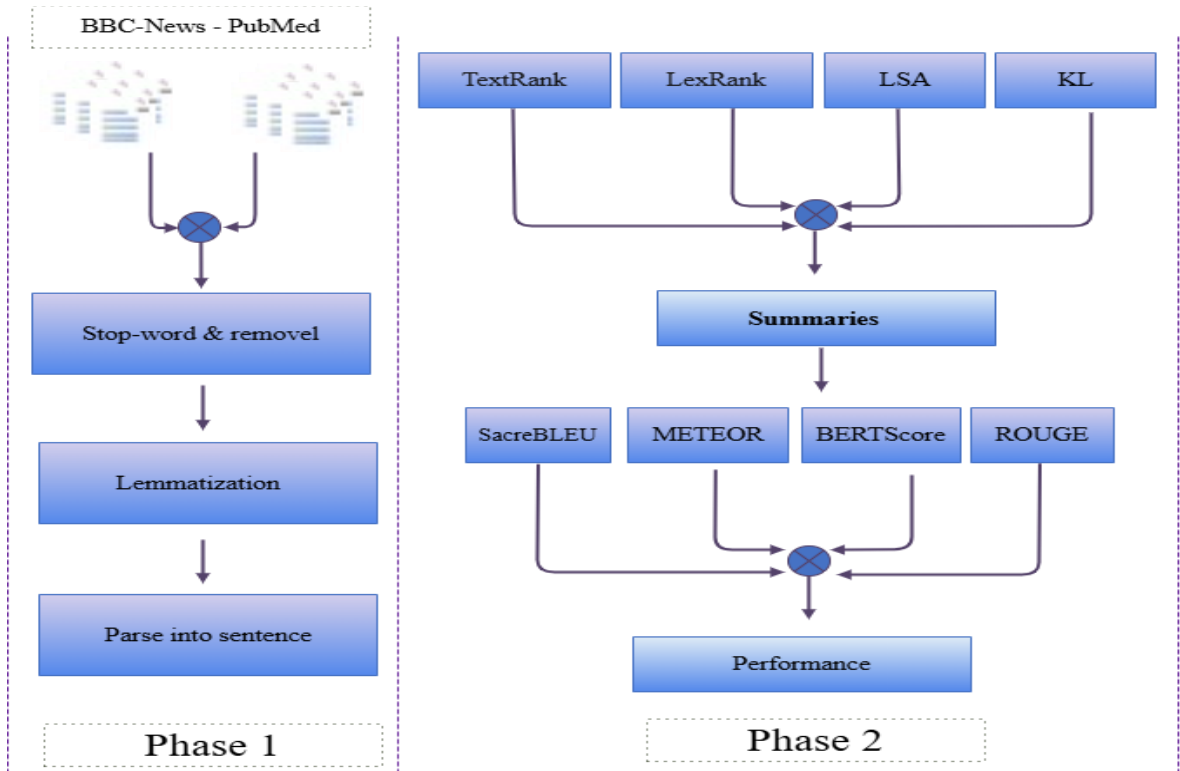 BBC-News - PubMed
Stop-word & removel
Lemmatization
Parse into sentence
Phase 1
TextRank
LexRank
LSA
KL
Summaries
SacreBLEU
METEOR
BERTScore
ROUGE
Performance
Phase 2